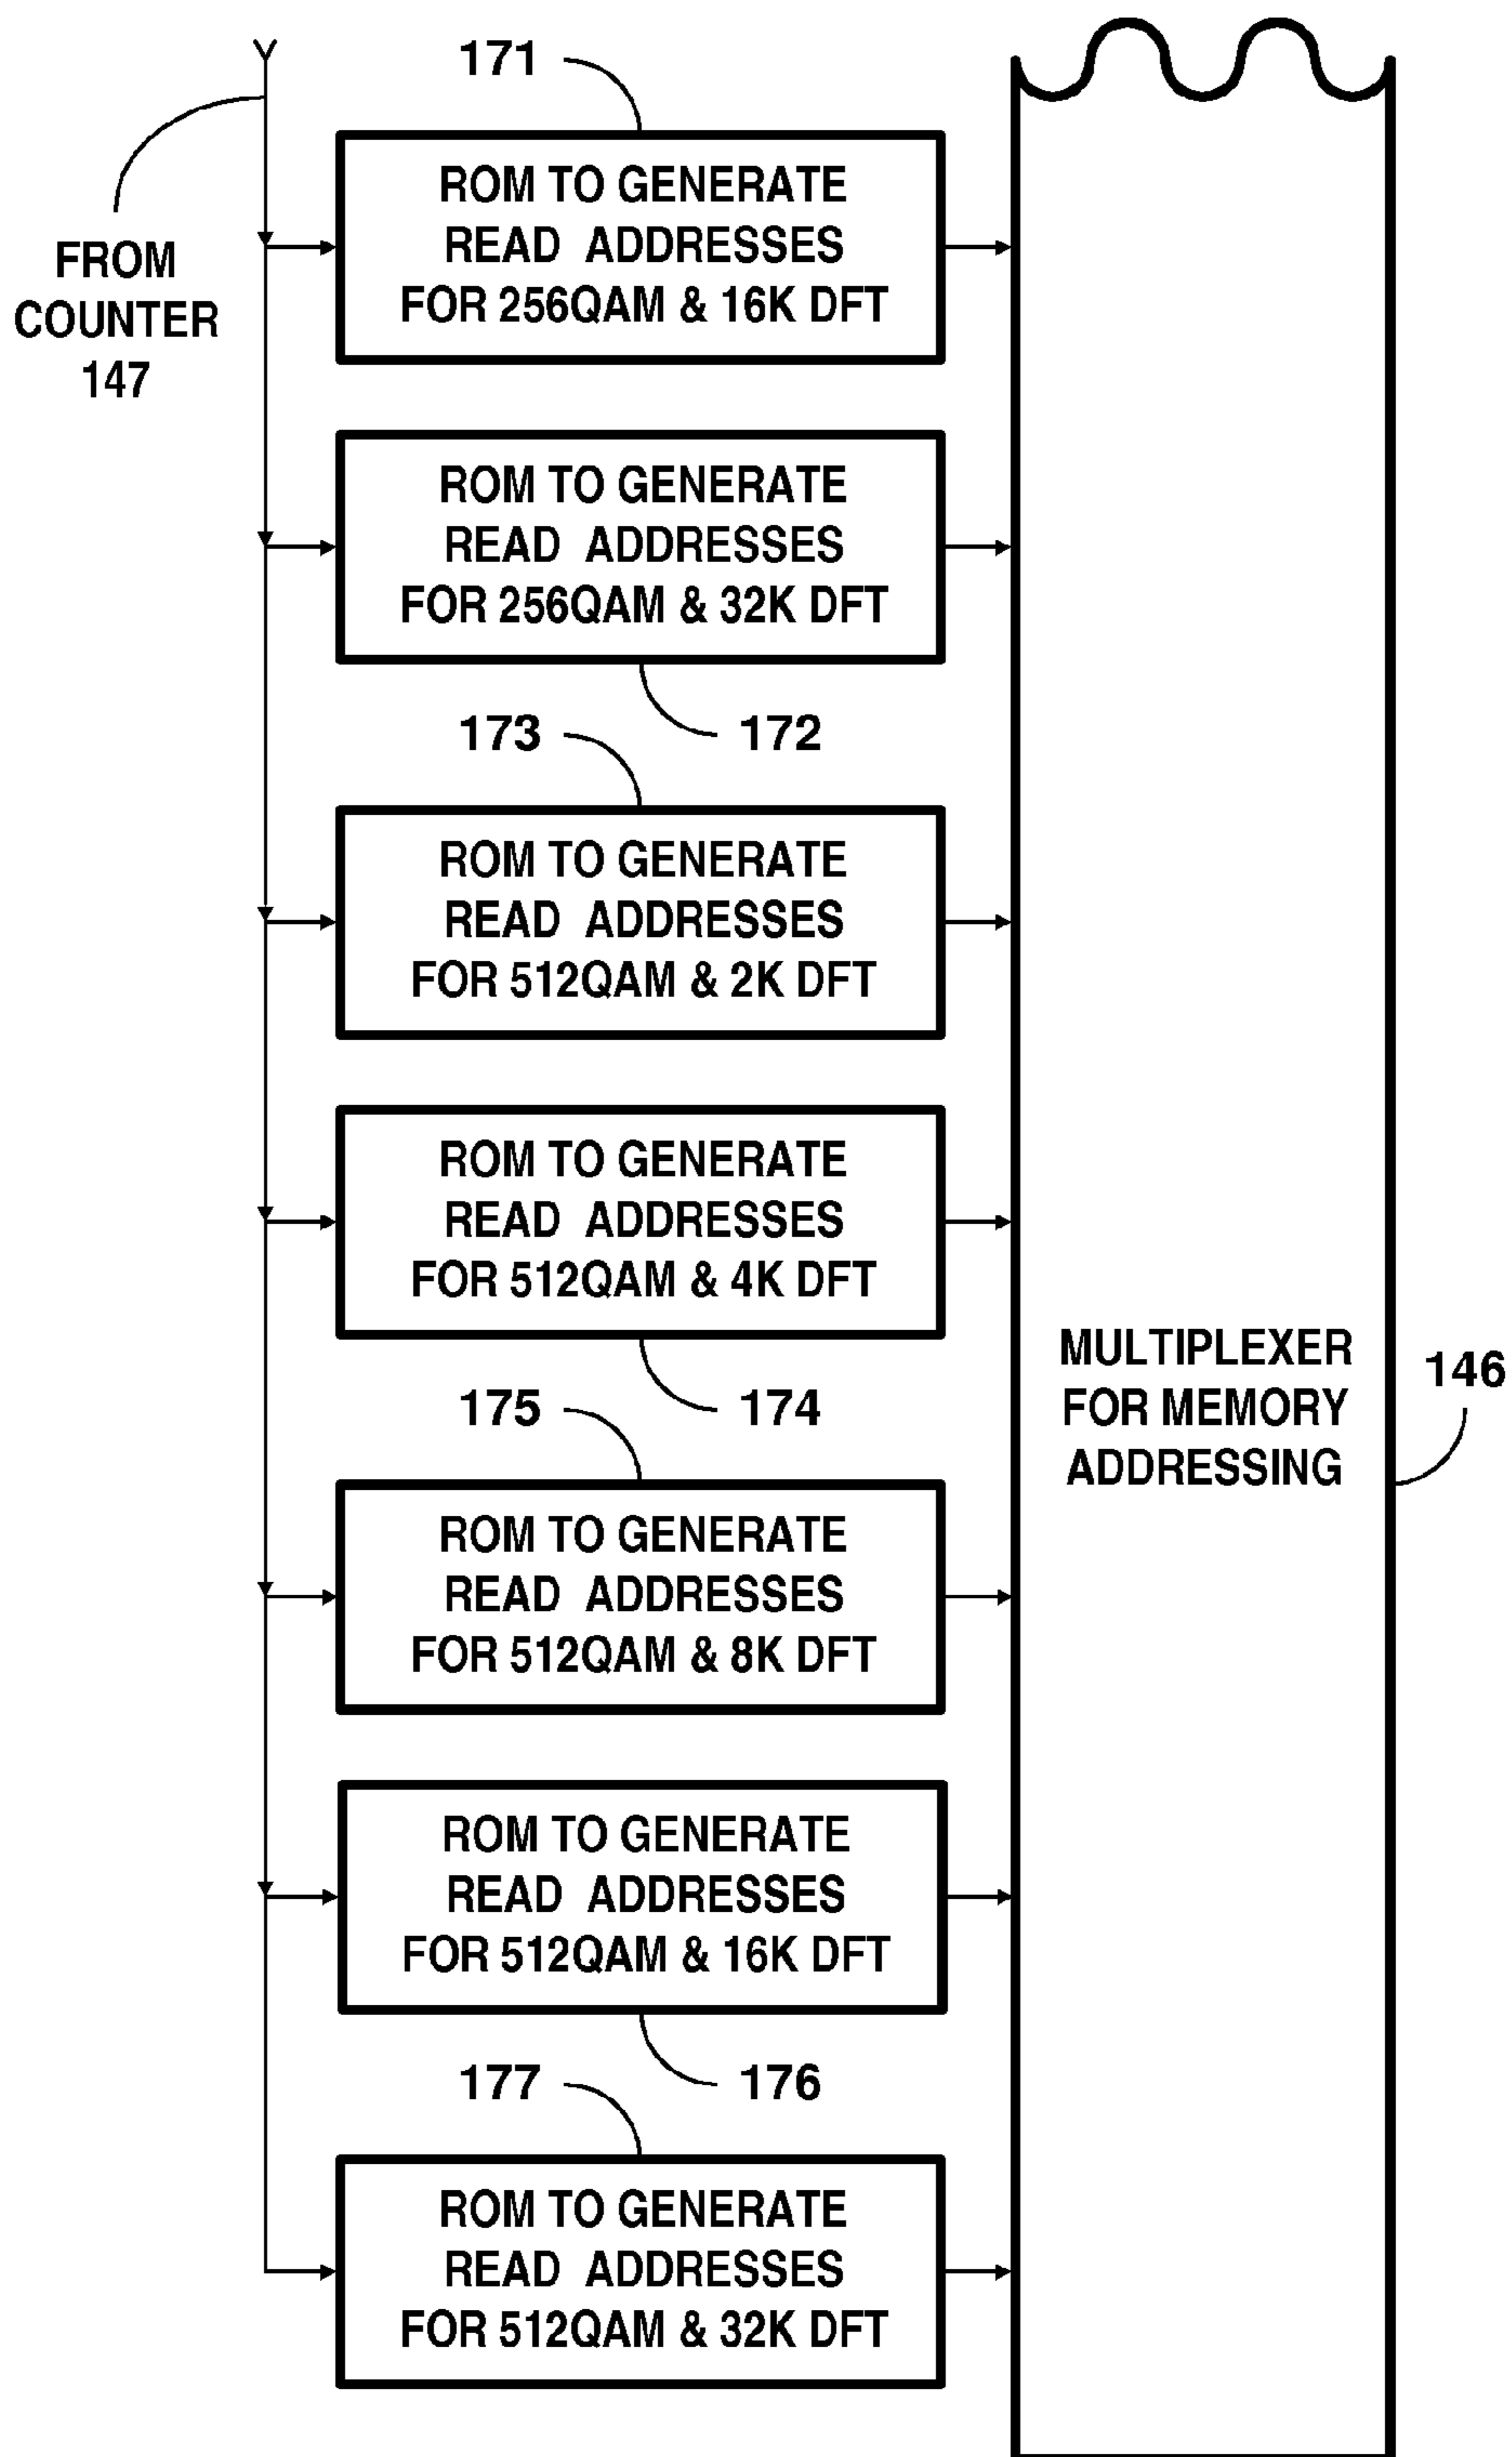 171
ROM TO GENERATE
READ ADDRESSES
FOR 256QAM & 16K DFT
FROM
COUNTER
147
ROM TO GENERATE
READ ADDRESSES
FOR 256QAM & 32K DFT
172
173
ROM TO GENERATE
READ ADDRESSES
FOR 512QAM & 2K DFT
ROM TO GENERATE
READ ADDRESSES
FOR 512QAM & 4K DFT
174
MULTIPLEXER
FOR MEMORY
ADDRESSING
146
175
ROM TO GENERATE
READ ADDRESSES
FOR 512QAM & 8K DFT
ROM TO GENERATE
READ ADDRESSES
FOR 512QAM & 16K DFT
176
177
ROM TO GENERATE
READ ADDRESSES
FOR 512QAM & 32K DFT